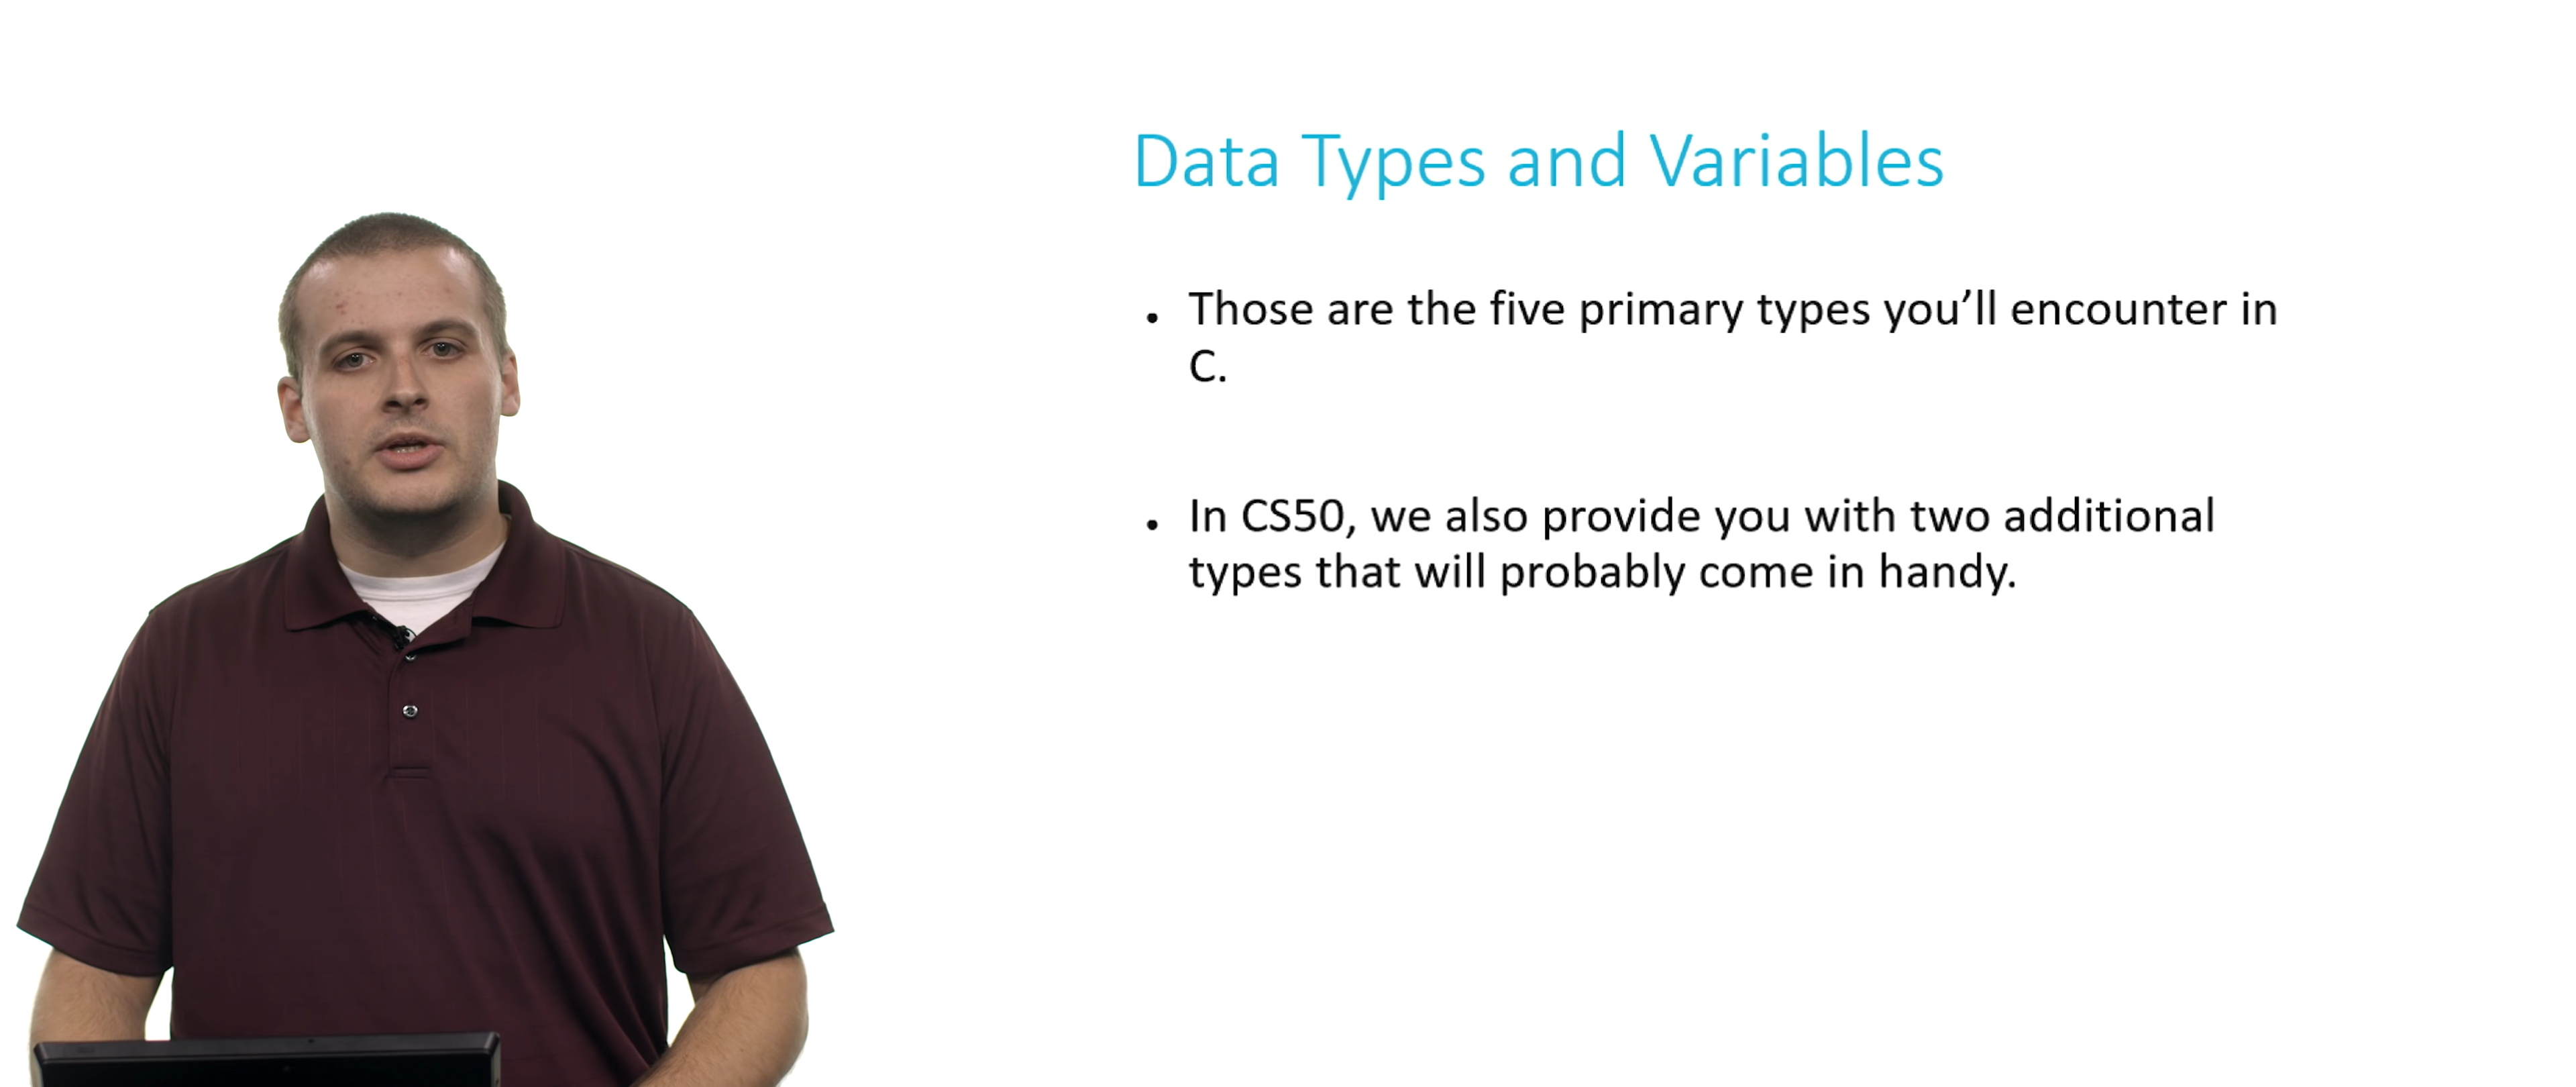 Data Types and Variables
• Those are the five primary types you’ll encounter in
C.
• In CS50, we also provide you with two additional
types that will probably come in handy.